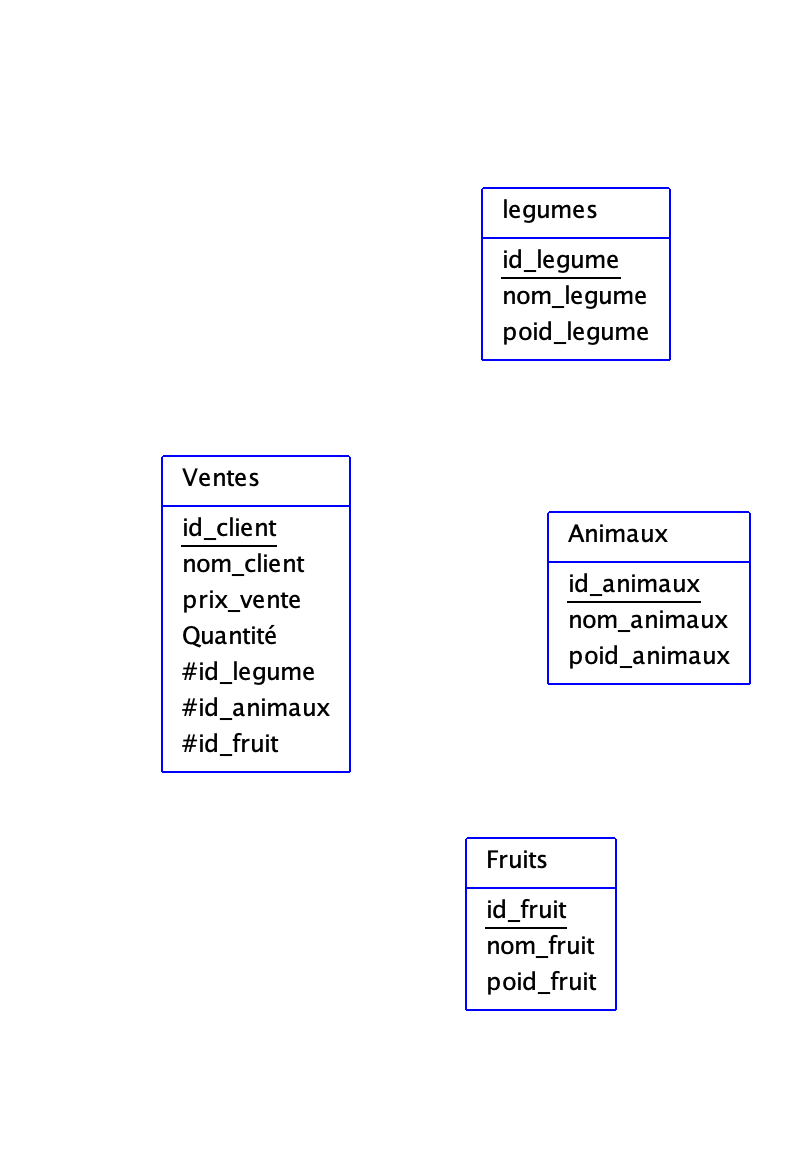 legumes
id_legume
nom_legume
poid_legume
Ventes
id_client
nom_client
prix_vente
Quantité
#id_legume
#id_animaux
#id_fruit
Animaux
id_animaux
nom_animaux
poid_animaux
Fruits
id_fruit
nom_fruit
poid_fruit